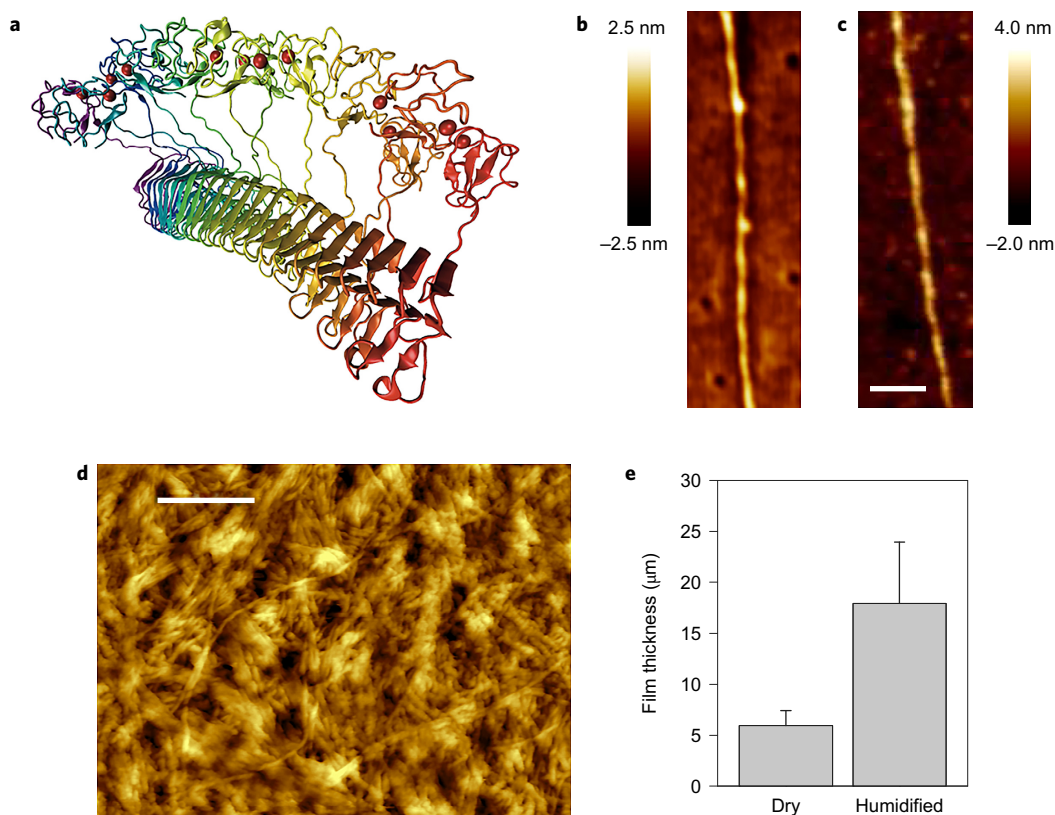 a
b
2.5 nm
–2.5 nm
c
4.0 nm
–2.0 nm
d
e
Film thickness (μm)
30
25
20
15
10
5
0
Dry
Humidified